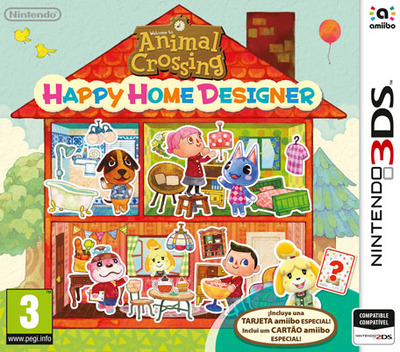 Nintendo
Welcome to
Animal
Crossing
HAPPY HOME DESIGNER
amiibo
NINTENDO 3DS
?
3
www.pegi.info
¡Incluye una
TARJETA amiibo ESPECIAL!
Inclui um CARTÃO amiibo
ESPECIAL!
COMPATIBLE
COMPATÍVEL
NINTENDO 2DS